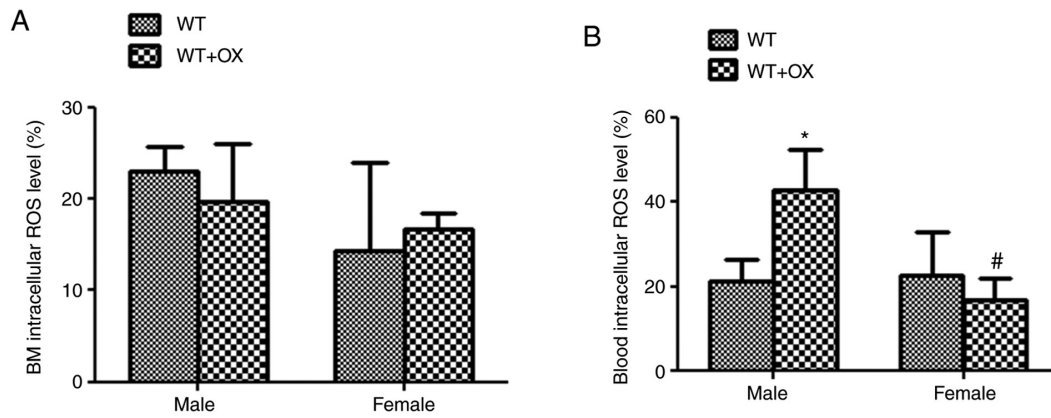 A
WT
WT+OX
BM intracellular ROS level (%)
30
20
10
0
Male
Female
B
WT
WT+OX
Blood intracellular ROS level (%)
60
40
20
0
*
#
Male
Female